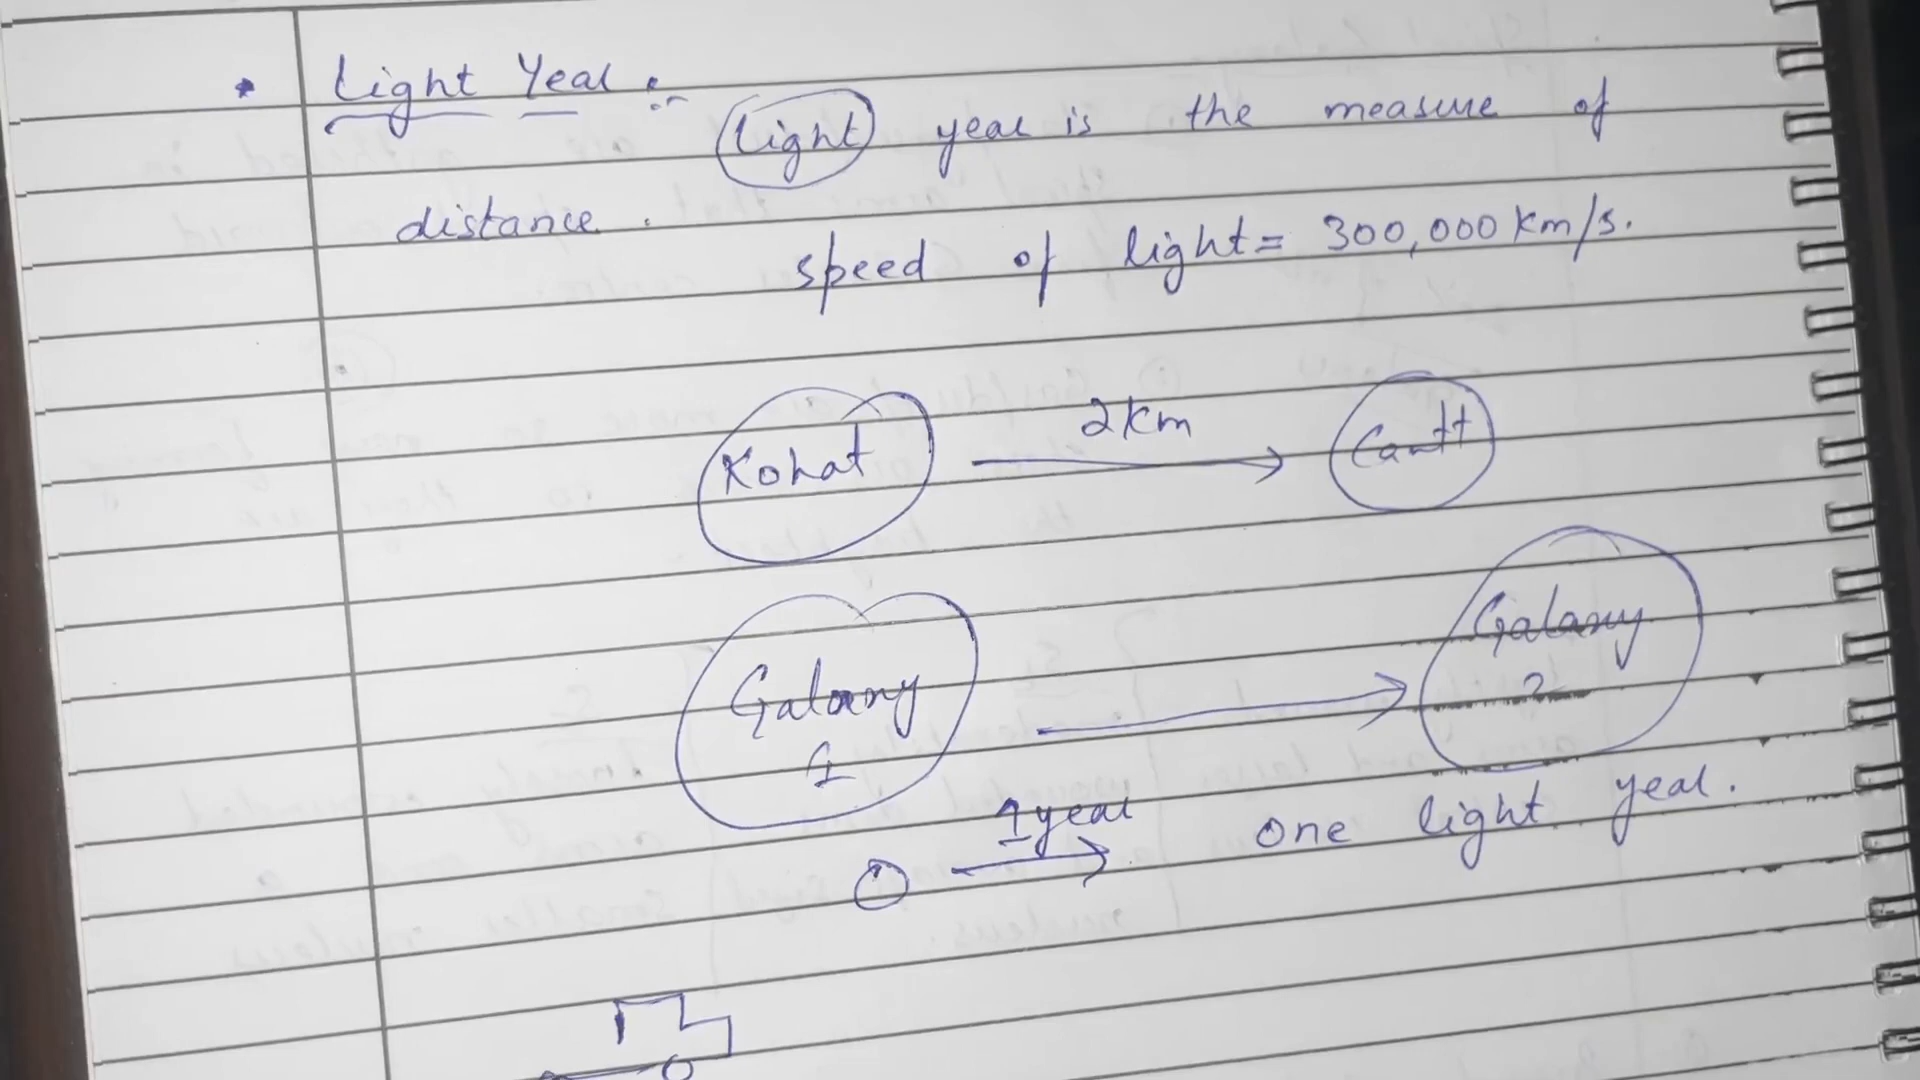 Light Year :-
Light year is the measure of
distance.
speed of light = 300,000 km/s.
Kohat 2km Cantt
Galaxy 1
Galaxy 2
1 year
one light year.